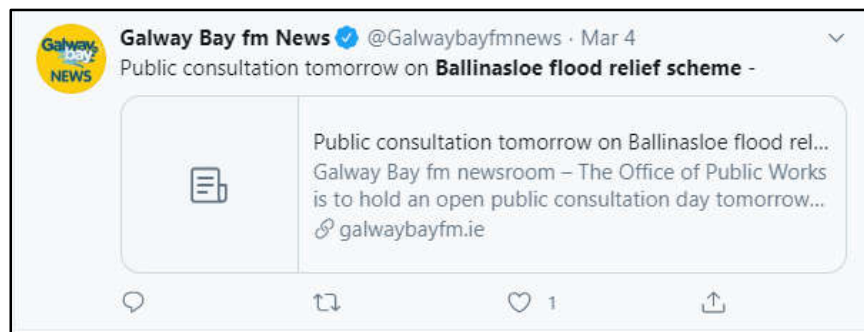 Galway bay NEWS
Galway Bay fm News @Galwaybayfmnews · Mar 4
Public consultation tomorrow on Ballinasloe flood relief scheme -
Public consultation tomorrow on Ballinasloe flood rel...
Galway Bay fm newsroom – The Office of Public Works
is to hold an open public consultation day tomorrow...
galwaybayfm.ie
1